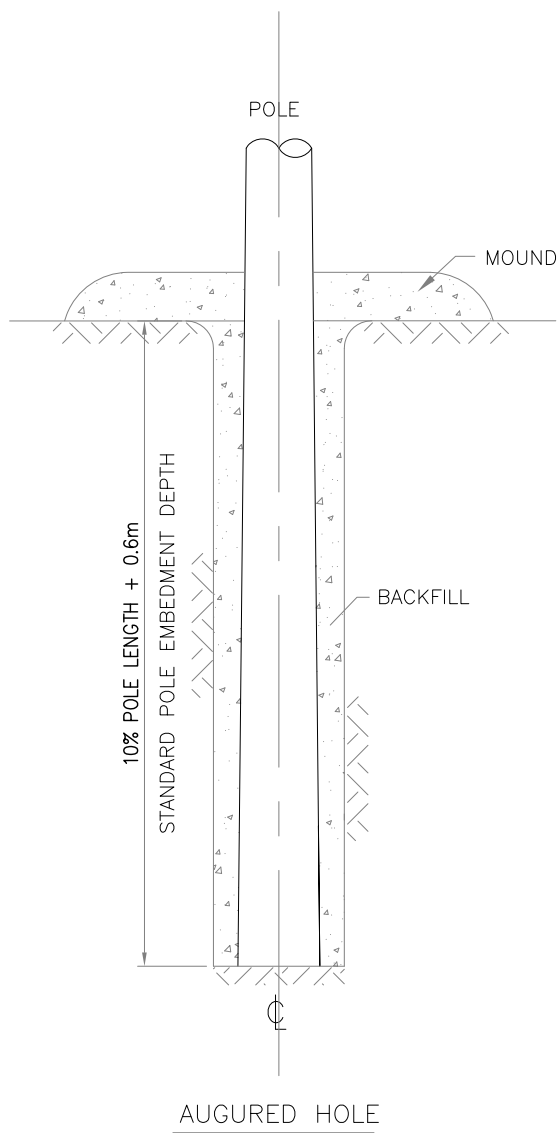 POLE
MOUND
10% POLE LENGTH + 0.6m
STANDARD POLE EMBEDMENT DEPTH
BACKFILL
℄
AUGURED HOLE